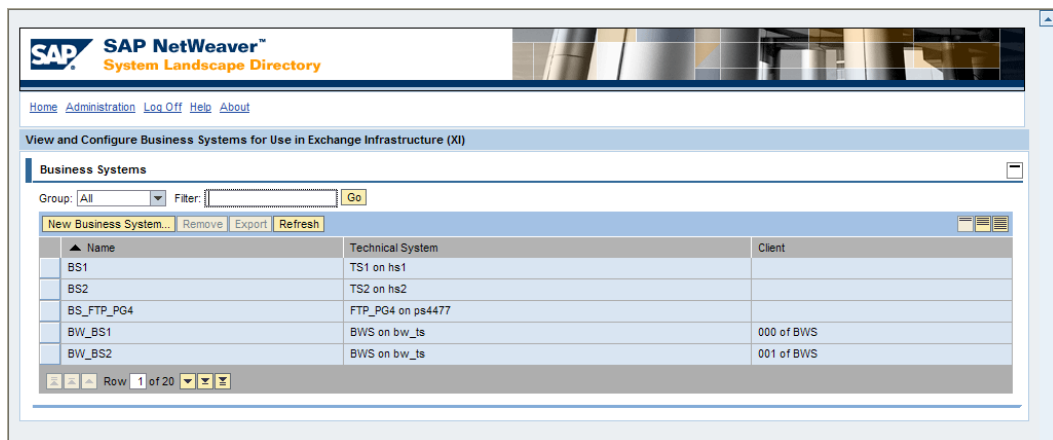 SAP SAP NetWeaver™
System Landscape Directory
Home Administration Log Off Help About
View and Configure Business Systems for Use in Exchange Infrastructure (XI)
Business Systems
Group: All Filter: Go
New Business System... Remove Export Refresh
Name Technical System Client
BS1 TS1 on hs1
BS2 TS2 on hs2
BS_FTP_PG4 FTP_PG4 on ps4477
BW_BS1 BWS on bw_ts 000 of BWS
BW_BS2 BWS on bw_ts 001 of BWS
Row 1 of 20